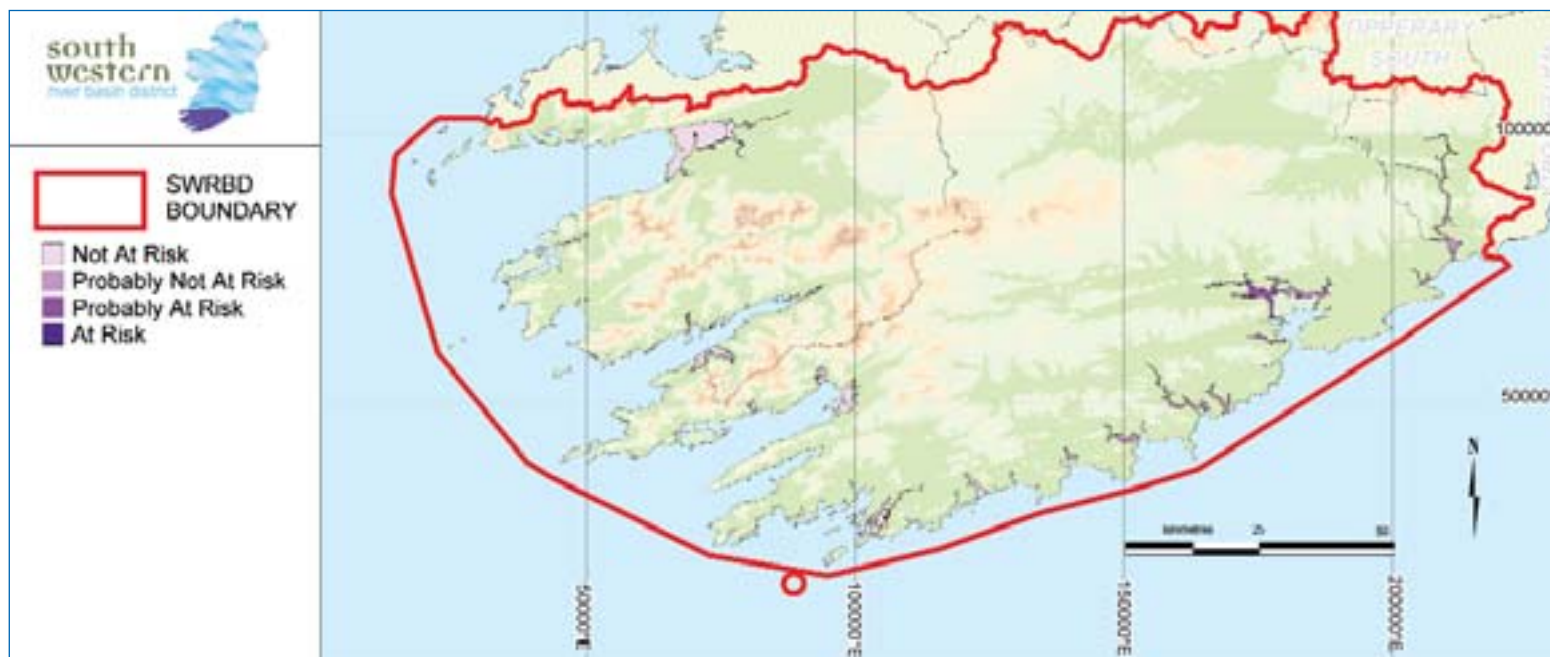 south
western
river basin district
SWRBD
BOUNDARY
Not At Risk
Probably Not At Risk
Probably At Risk
At Risk
SOUTH
100000
50000
N
kilometres 25 50
50000°E
100000°E
150000°E
200000°E